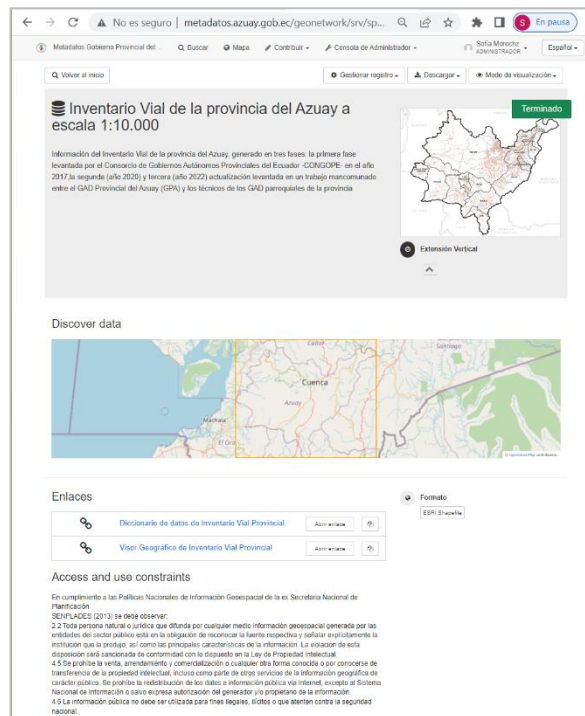 No es seguro | metadatos.azuay.gob.ec/geonetwork/srv/sp...
S En pausa
Metadatos Gobierno Provincial del...
Buscar
Mapa
Contribuir
Consola de Administrador
Sofía Morochz
ADMINISTRADOR
Español
Volver al inicio
Gestionar registro
Descargar
Modo de visualización
Inventario Vial de la provincia del Azuay a
escala 1:10.000
Terminado
Información del Inventario Vial de la provincia del Azuay, generado en tres fases: la primera fase
levantada por el Consorcio de Gobiernos Autónomos Provinciales del Ecuador -CONGOPE- en el año
2017,la segunda (año 2020) y tercera (año 2022) actualización levantada en un trabajo mancomunado
entre el GAD Provincial del Azuay (GPA) y los técnicos de los GAD parroquiales de la provincia
Extensión Vertical
Discover data
Cañar
Santiago
Cuenca
Azuay
Machala
El Oro
Enlaces
Diccionario de datos de Inventario Vial Provincial
Abrir enlace
Visor Geográfica de Inventario Vial Provincial
Abrir enlace
Formato
ESRI Shapefile
Access and use constraints
En cumplimiento a las Políticas Nacionales de Información Geoespacial de la ex Secretaria Nacional de
Planificación
SENPLADES (2013) se debe observar:
2.2 Toda persona natural o jurídica que difunda por cualquier medio información geoespacial generada por las
entidades del sector público está en la obligación de reconocer la fuente respectiva y señalar explícitamente la
institución que la produjo, así como las principales características de la información. La violación de esta
disposición será sancionada de conformidad con lo dispuesto en la Ley de Propiedad Intelectual.
4.5 Se prohíbe la venta, arrendamiento y comercialización o cualquier otra forma conocida o por conocerse de
transferencia de la propiedad intelectual, incluso como parte de otros servicios de la información geográfica de
carácter público. Se prohíbe la redistribución de los datos e información pública vía Internet, excepto al Sistema
Nacional de Información o salvo expresa autorización del generador y/o propietario de la información.
4.6 La información pública no debe ser utilizada para fines ilegales, ilícitos o que atenten contra la seguridad
nacional.